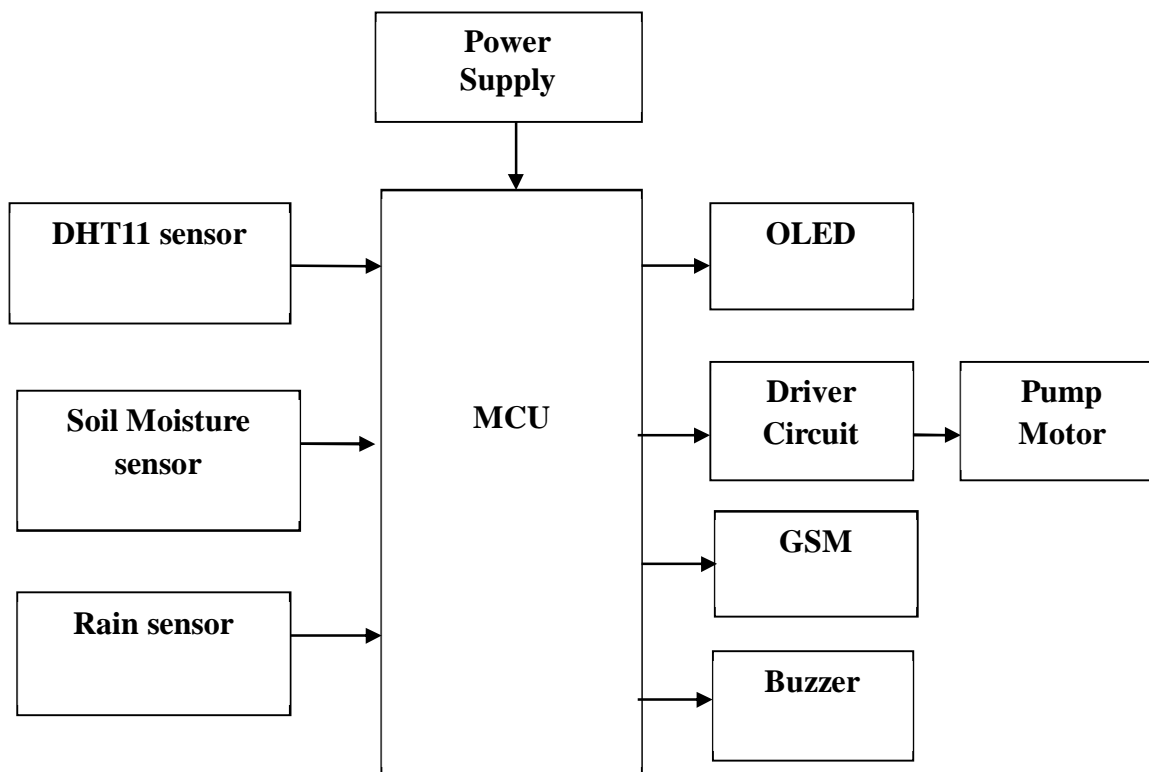 Power
Supply
DHT11 sensor
OLED
Soil Moisture
sensor
MCU
Driver
Circuit
Pump
Motor
GSM
Rain sensor
Buzzer